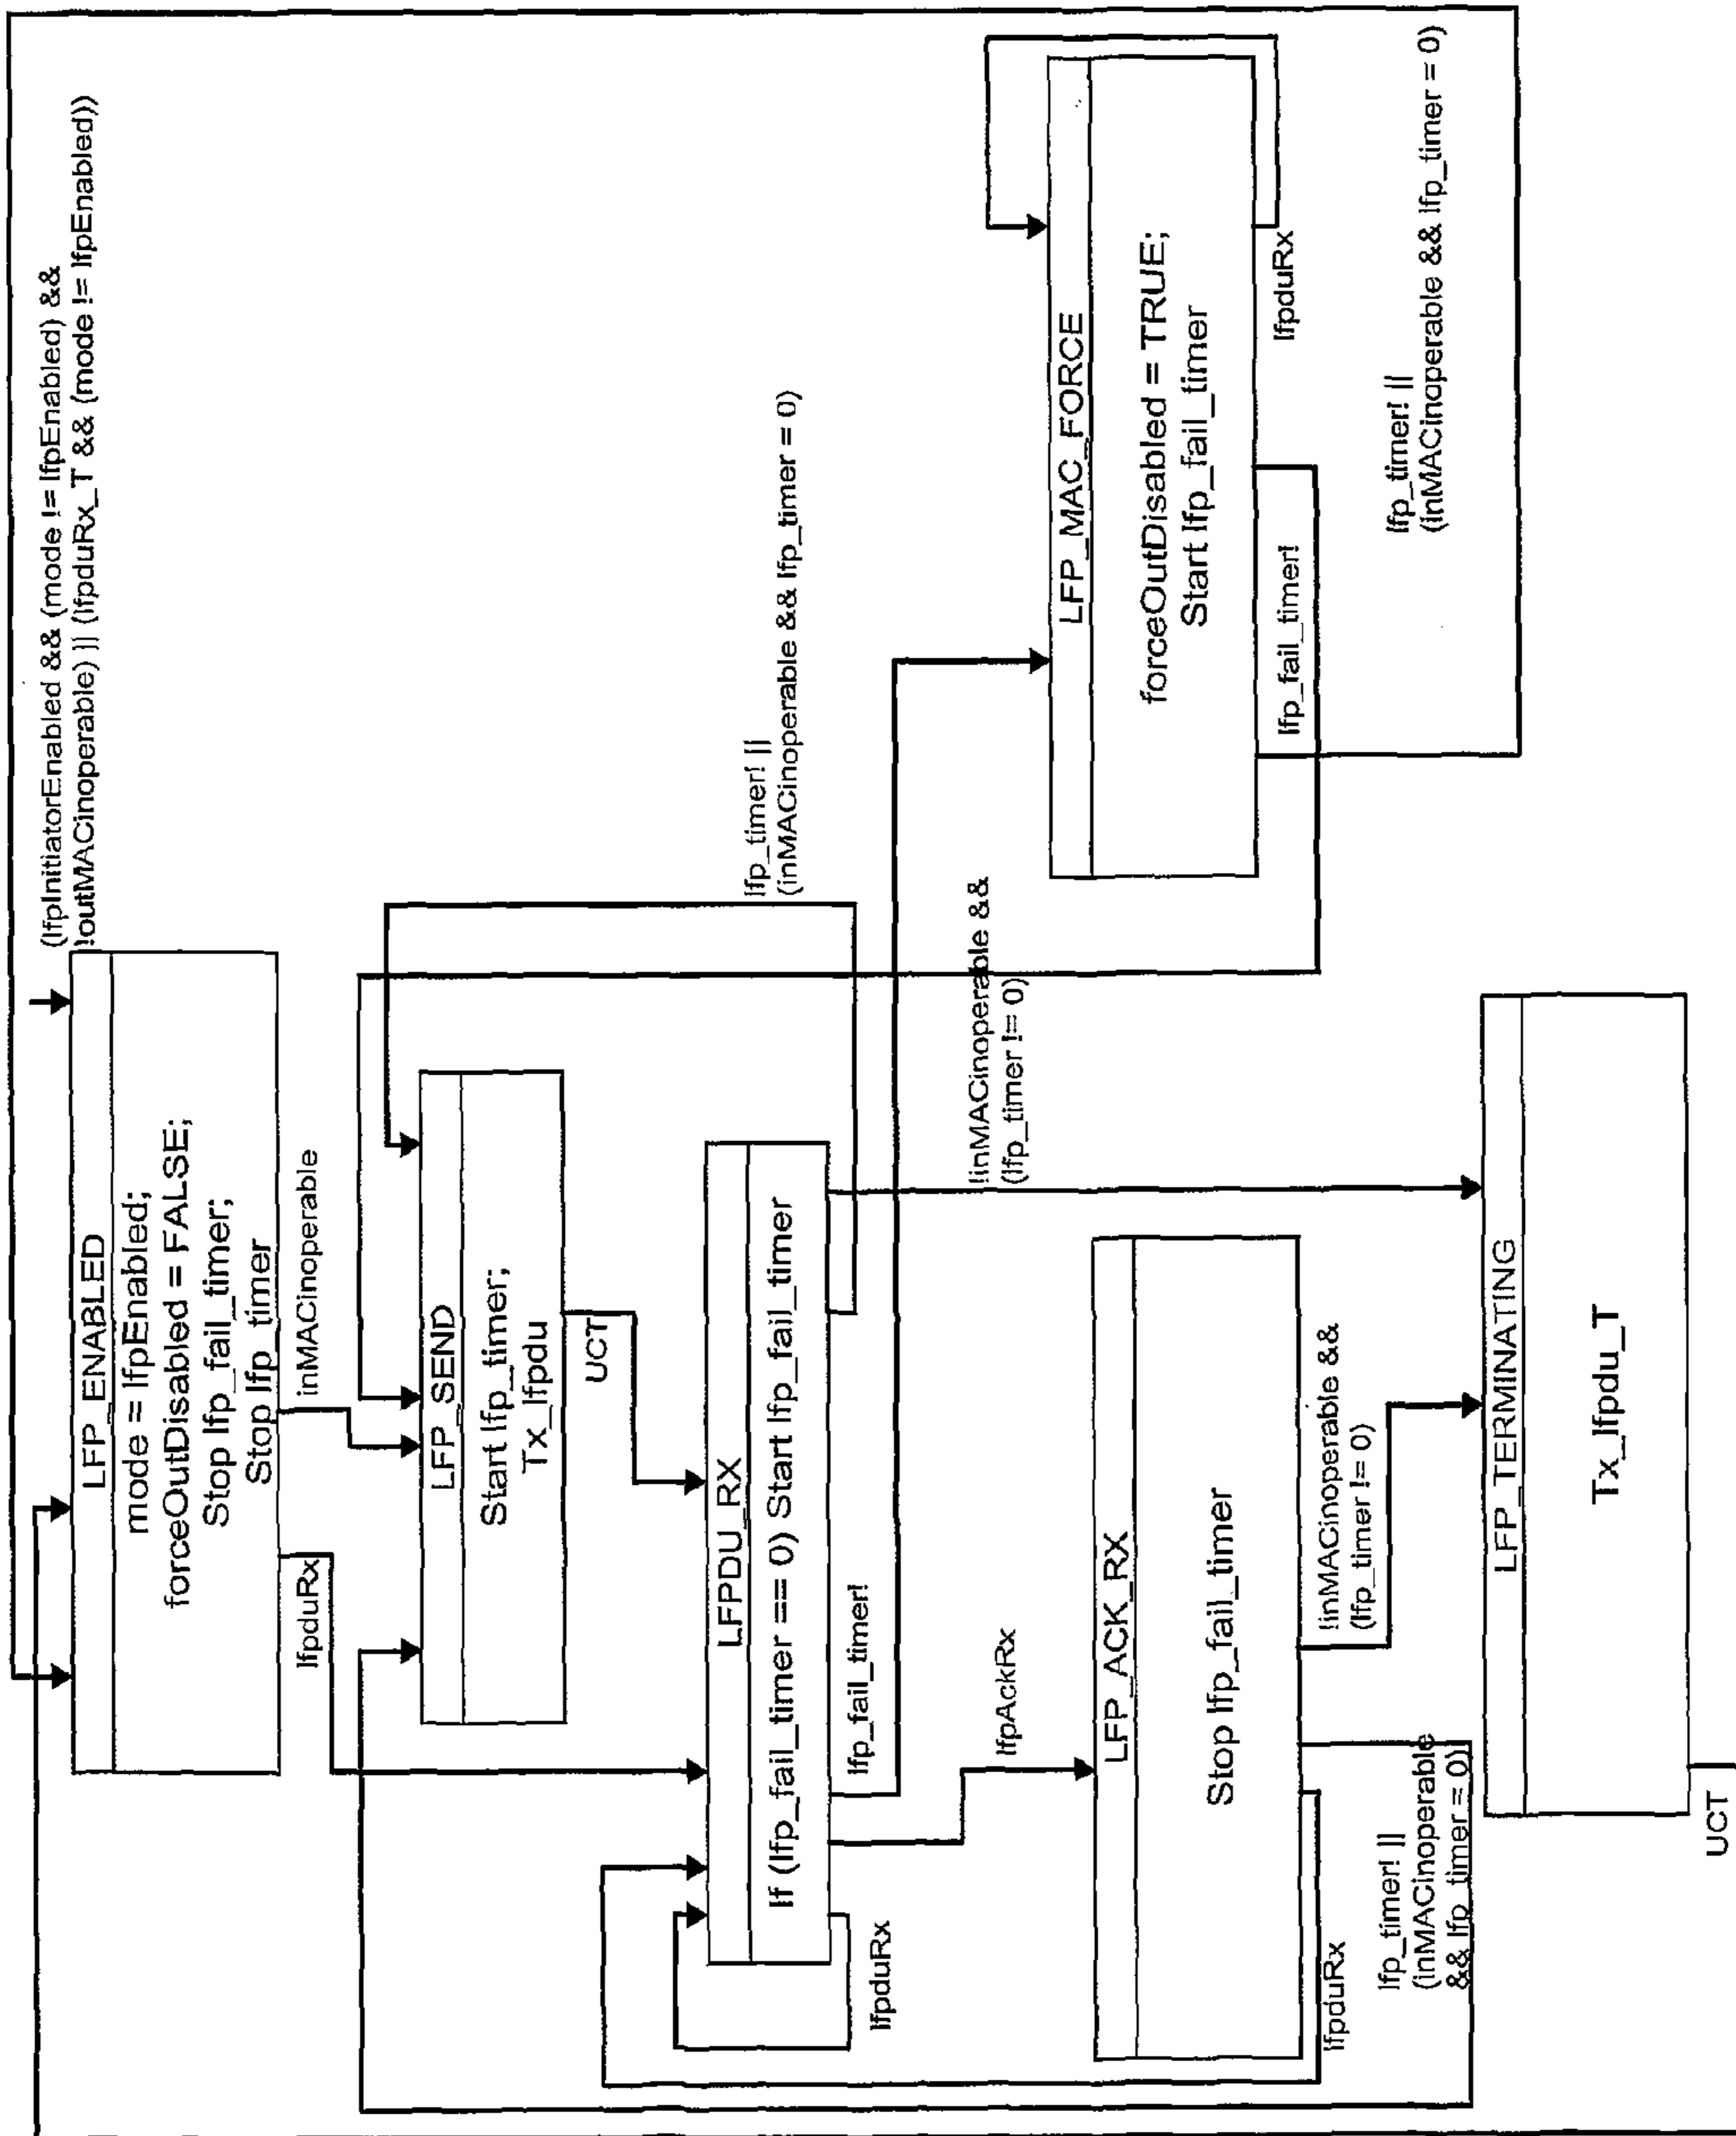 (lfpInitiatorEnabled && (mode != lfpEnabled) &&
!outMACinoperable) || (lfpduRx_T && (mode != lfpEnabled))
LFP_ENABLED
mode = lfpEnabled;
forceOutDisabled = FALSE;
Stop lfp_fail_timer;
Stop lfp_timer
lfpduRx
inMACinoperable
LFP_SEND
Start lfp_timer;
Tx_lfpdu
UCT
LFPDU_RX
If (lfp_fail_timer == 0) Start lfp_fail_timer
lfpduRx
lfp_fail_timer!
lfp_timer! ||
(inMACinoperable && lfp_timer = 0)
lfpAckRx
!inMACinoperable &&
(lfp_timer != 0)
LFP_ACK_RX
Stop lfp_fail_timer
lfpduRx
lfp_timer! ||
(inMACinoperable
&& lfp_timer = 0)
!inMACinoperable &&
(lfp_timer != 0)
LFP_MAC_FORCE
forceOutDisabled = TRUE;
Start lfp_fail_timer
lfp_fail_timer!
lfpduRx
lfp_timer! ||
(inMACinoperable && lfp_timer = 0)
LFP_TERMINATING
Tx_lfpdu_T
UCT